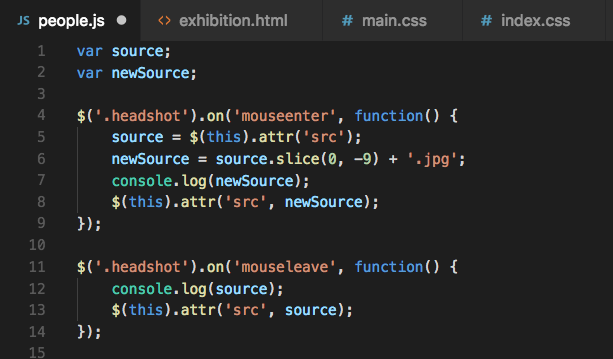 JS people.js ● <> exhibition.html # main.css # index.css
1 var source;
2 var newSource;
3
4 $('.headshot').on('mouseenter', function() {
5     source = $(this).attr('src');
6     newSource = source.slice(0, -9) + '.jpg';
7     console.log(newSource);
8     $(this).attr('src', newSource);
9 });
10
11 $('.headshot').on('mouseleave', function() {
12     console.log(source);
13     $(this).attr('src', source);
14 });
15